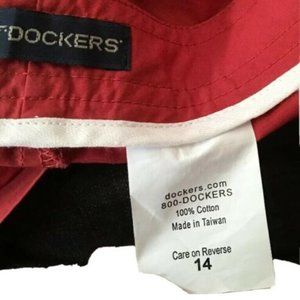 DOCKERS
dockers.com
800-DOCKERS
100% Cotton
Made in Taiwan
Care on Reverse
14